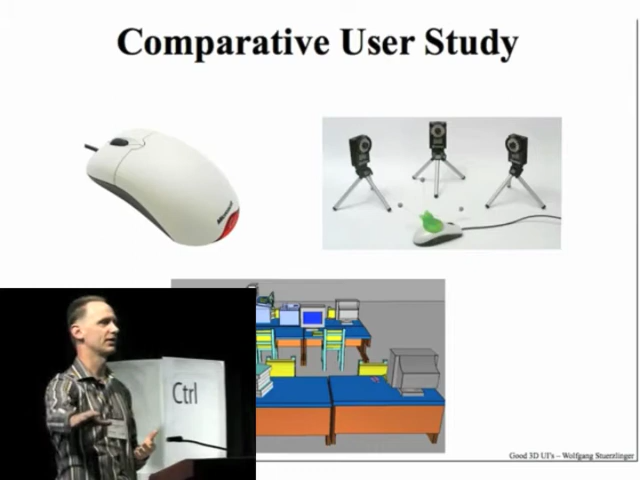 Comparative User Study
Microsoft
Ctrl
Good 3D UI's – Wolfgang Stuerzlinger